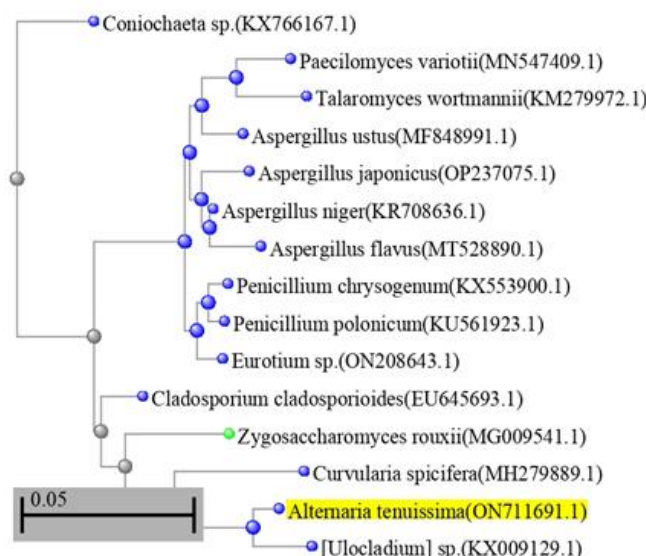 Coniochaeta sp.(KX766167.1)
Paecilomyces variotii(MN547409.1)
Talaromyces wortmannii(KM279972.1)
Aspergillus ustus(MF848991.1)
Aspergillus japonicus(OP237075.1)
Aspergillus niger(KR708636.1)
Aspergillus flavus(MT528890.1)
Penicillium chrysogenum(KX553900.1)
Penicillium polonicum(KU561923.1)
Eurotium sp.(ON208643.1)
Cladosporium cladosporioides(EU645693.1)
Zygosaccharomyces rouxii(MG009541.1)
Curvularia spicifera(MH279889.1)
0.05
Alternaria tenuissima(ON711691.1)
[Ulocladium] sp.(KX009129.1)